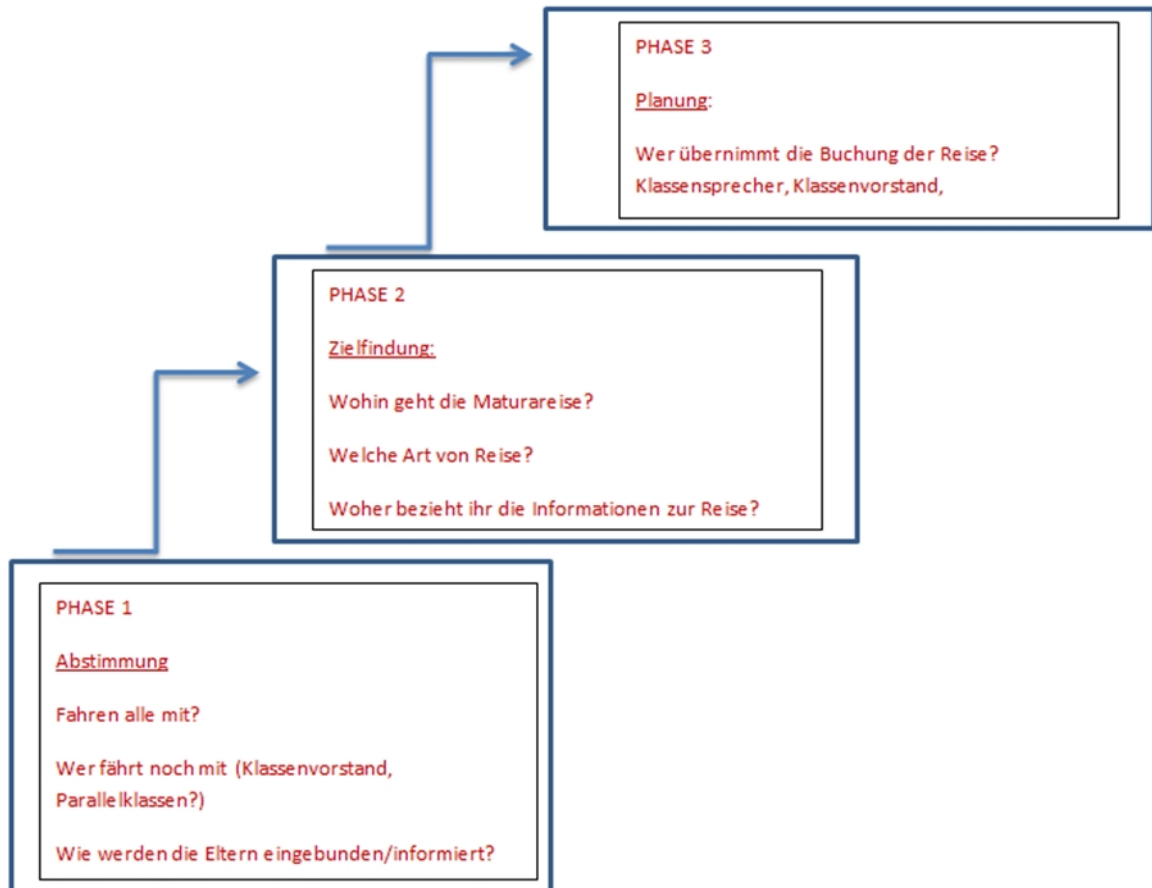 PHASE 3
Planung:
Wer übernimmt die Buchung der Reise?
Klassensprecher, Klassenvorstand,
PHASE 2
Zielfindung:
Wohin geht die Maturareise?
Welche Art von Reise?
Woher bezieht ihr die Informationen zur Reise?
PHASE 1
Abstimmung
Fahren alle mit?
Wer fährt noch mit (Klassenvorstand,
Parallelklassen?)
Wie werden die Eltern eingebunden/informiert?